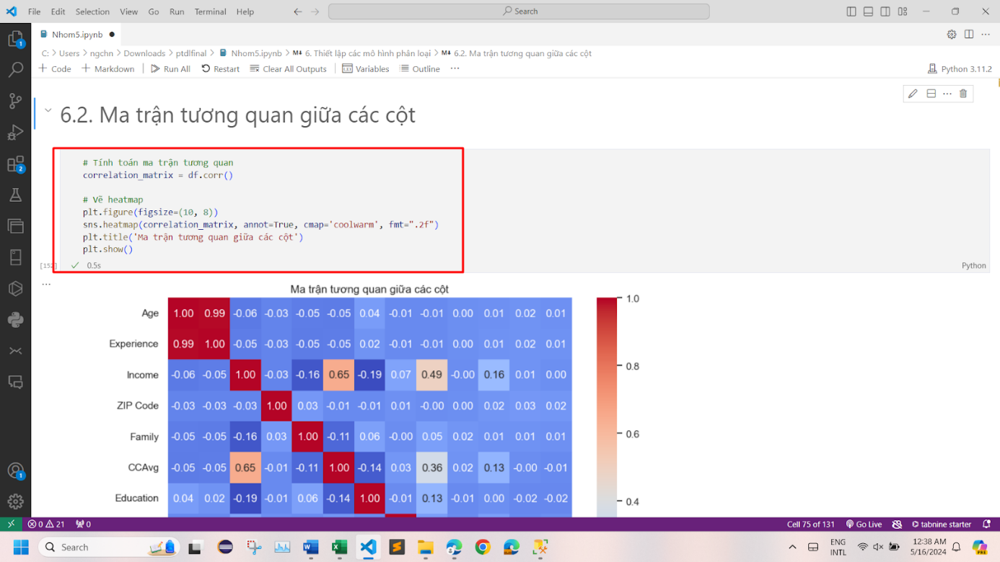 File Edit Selection View Go Run Terminal Help
Search
Nhom5.ipynb
C: > Users > ngchn > Downloads > ptdlfinal > Nhom5.ipynb > M↓ 6. Thiết lập các mô hình phân loại > M↓ 6.2. Ma trận tương quan giữa các cột
+ Code + Markdown Run All Restart Clear All Outputs Variables Outline ... Python 3.11.2
6.2. Ma trận tương quan giữa các cột
# Tính toán ma trận tương quan
correlation_matrix = df.corr()
# Vẽ heatmap
plt.figure(figsize=(10, 8))
sns.heatmap(correlation_matrix, annot=True, cmap='coolwarm', fmt=".2f")
plt.title('Ma trận tương quan giữa các cột')
plt.show()
[152] 0.5s Python
Ma trận tương quan giữa các cột
Age 1.00 0.99 -0.06 -0.03 -0.05 -0.05 0.04 -0.01 -0.01 0.00 0.01 0.02 0.01
Experience 0.99 1.00 -0.05 -0.03 -0.05 -0.05 0.02 -0.01 -0.01 0.00 0.01 0.02 0.01
Income -0.06 -0.05 1.00 -0.03 -0.16 0.65 -0.19 0.07 0.49 -0.00 0.16 0.01 0.00
ZIP Code -0.03 -0.03 -0.03 1.00 0.03 -0.01 -0.01 0.01 -0.00 0.00 0.02 0.03 0.02
Family -0.05 -0.05 -0.16 0.03 1.00 -0.11 0.06 -0.00 0.05 0.02 0.01 0.01 0.01
CCAvg -0.05 -0.05 0.65 -0.01 -0.11 1.00 -0.14 0.03 0.36 0.02 0.13 -0.00 -0.01
Education 0.04 0.02 -0.19 -0.01 0.06 -0.14 1.00 -0.01 0.13 -0.01 0.00 -0.02 -0.02
1.0
0.8
0.6
0.4
0 21 0 Cell 75 of 131 Go Live tabnine starter
Search
ENG
INTL
12:38 AM
5/16/2024